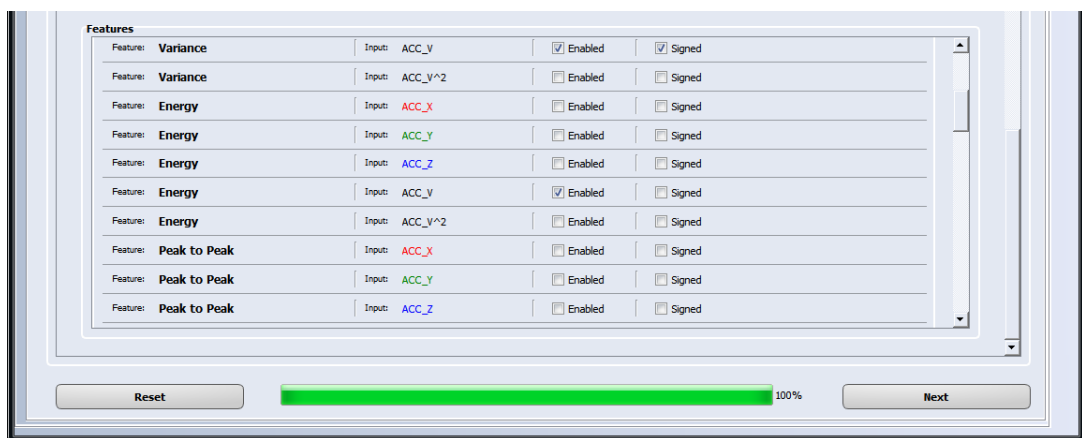 Features
Feature: Variance Input: ACC_V Enabled Signed
Feature: Variance Input: ACC_V^2 Enabled Signed
Feature: Energy Input: ACC_X Enabled Signed
Feature: Energy Input: ACC_Y Enabled Signed
Feature: Energy Input: ACC_Z Enabled Signed
Feature: Energy Input: ACC_V Enabled Signed
Feature: Energy Input: ACC_V^2 Enabled Signed
Feature: Peak to Peak Input: ACC_X Enabled Signed
Feature: Peak to Peak Input: ACC_Y Enabled Signed
Feature: Peak to Peak Input: ACC_Z Enabled Signed
Reset 100% Next